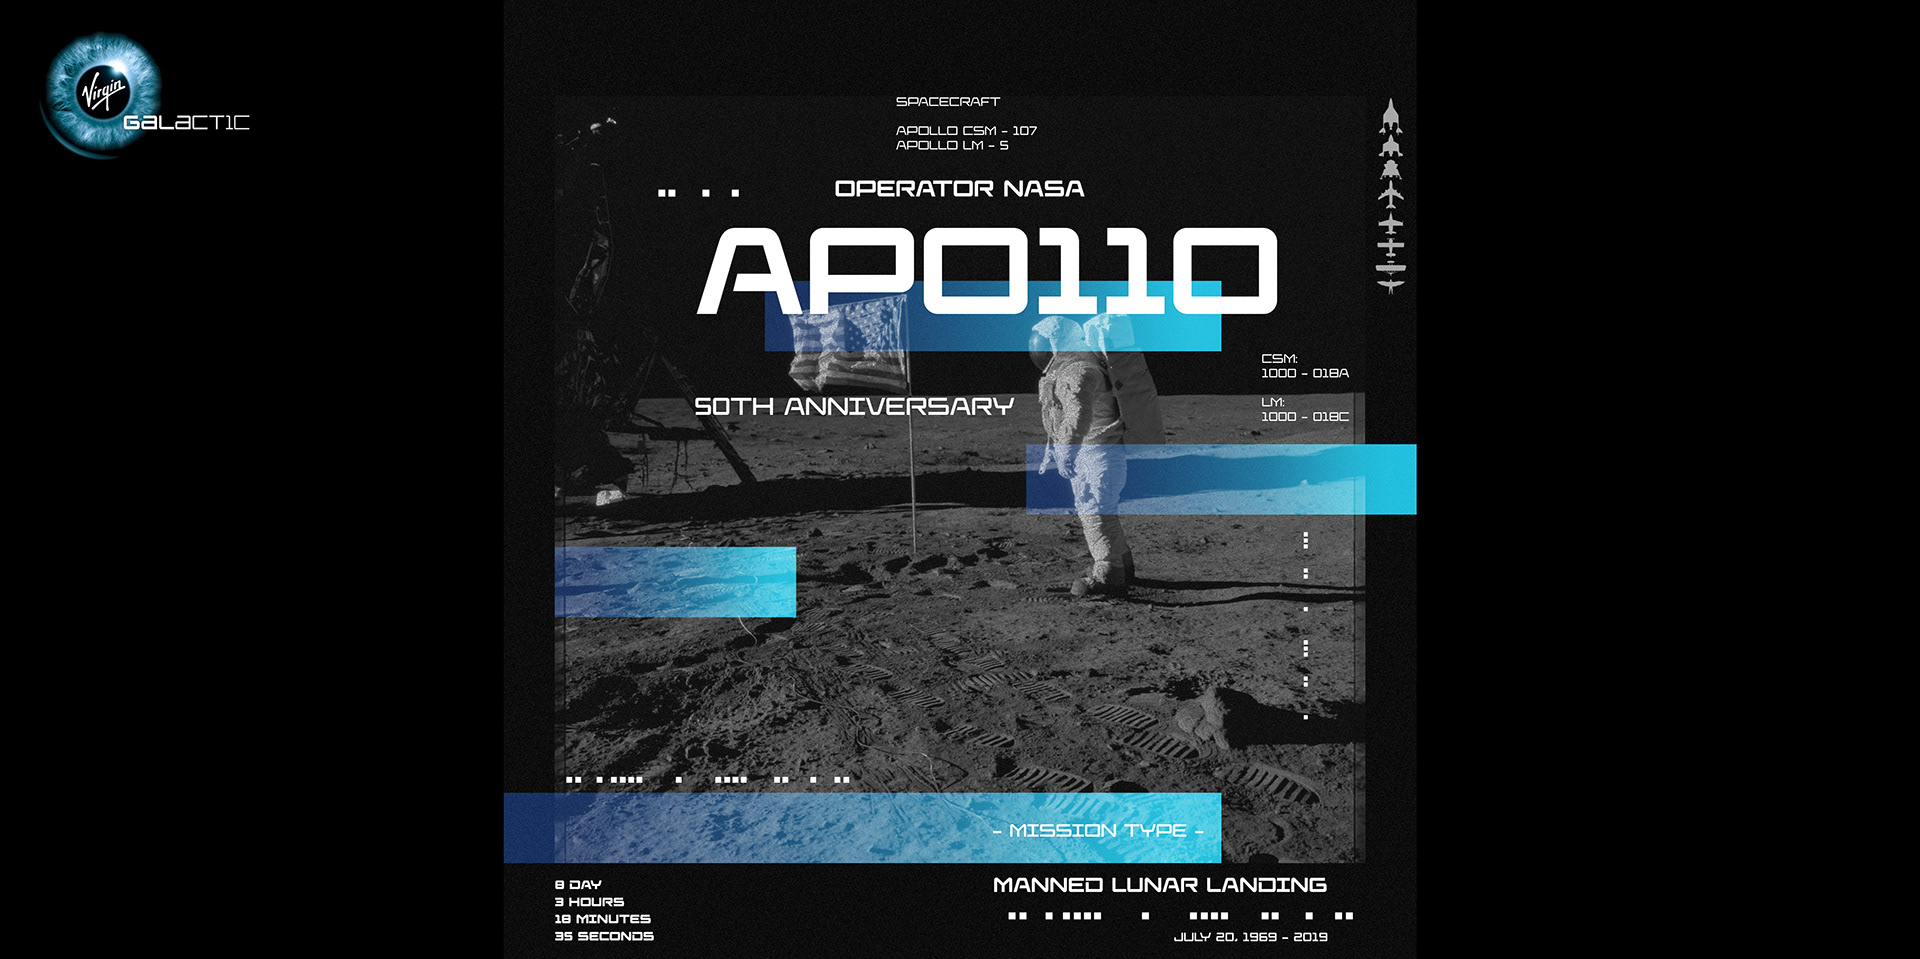 Virgin
GALACTIC
SPACECRAFT
APOLLO CSM - 107
APOLLO LM - 5
OPERATOR NASA
APO110
50TH ANNIVERSARY
CSM:
1000 - 018A
LM:
1000 - 018C
- MISSION TYPE -
MANNED LUNAR LANDING
8 DAY
3 HOURS
18 MINUTES
35 SECONDS
JULY 20, 1969 - 2019